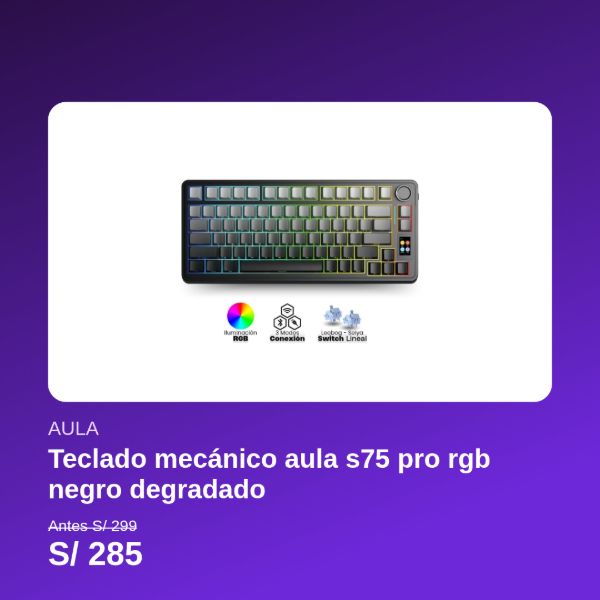 Iluminación
RGB
3 Modos
Conexión
Leobog - Seiya
Switch Lineal
AULA
Teclado mecánico aula s75 pro rgb
negro degradado
Antes S/ 299
S/ 285